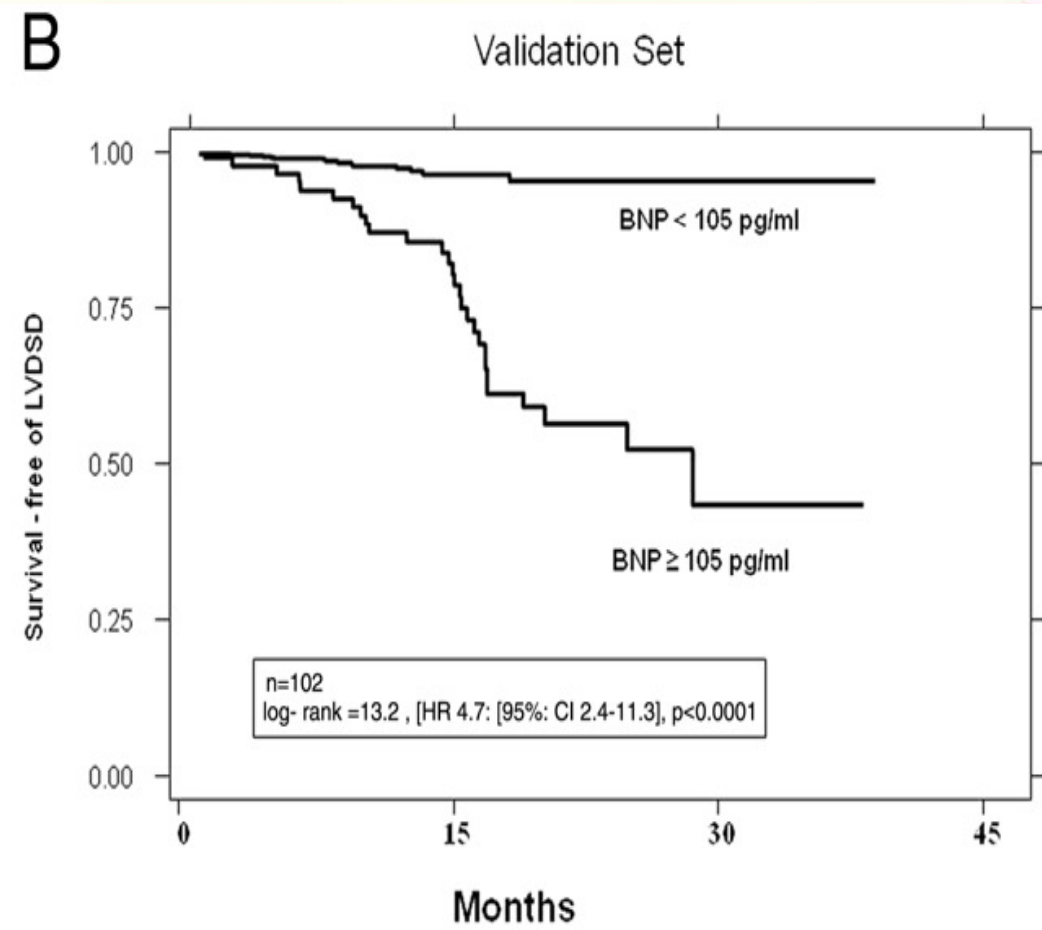 B
Validation Set
1.00
0.75
0.50
0.25
0.00
Survival - free of LVDSD
BNP < 105 pg/ml
BNP ≥ 105 pg/ml
n=102
log- rank =13.2 , [HR 4.7: [95%: CI 2.4-11.3], p<0.0001
0 15 30 45
Months